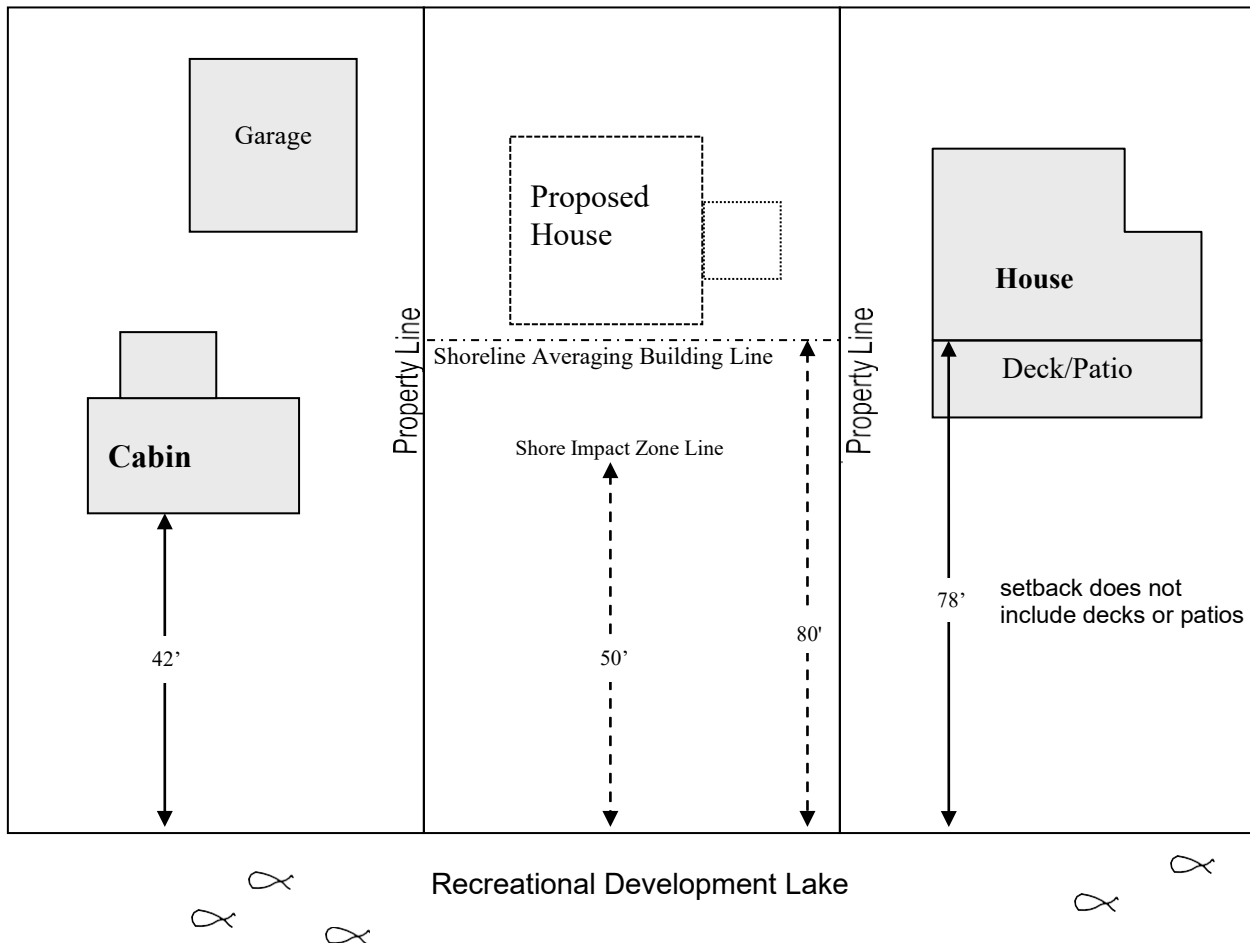 Garage
Proposed
House
House
Property Line
Property Line
Shoreline Averaging Building Line
Deck/Patio
Cabin
Shore Impact Zone Line
78’
setback does not
include decks or patios
80'
42’
50’
Recreational Development Lake